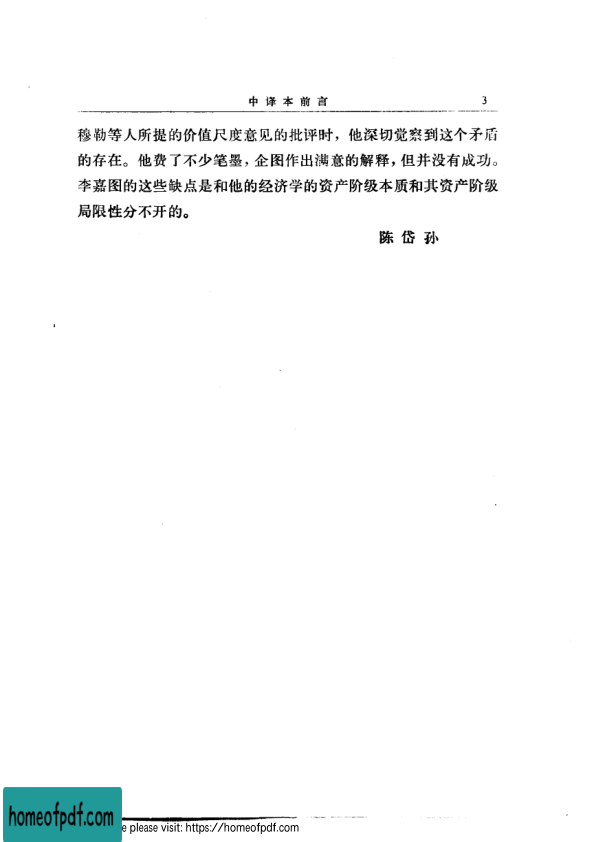 中译本前言 3
穆勒等人所提的价值尺度意见的批评时，他深切觉察到这个矛盾
的存在。他费了不少笔墨，企图作出满意的解释，但并没有成功。
李嘉图的这些缺点是和他的经济学的资产阶级本质和其资产阶级
局限性分不开的。
陈岱孙
homeofpdf.com
e please visit: https://homeofpdf.com